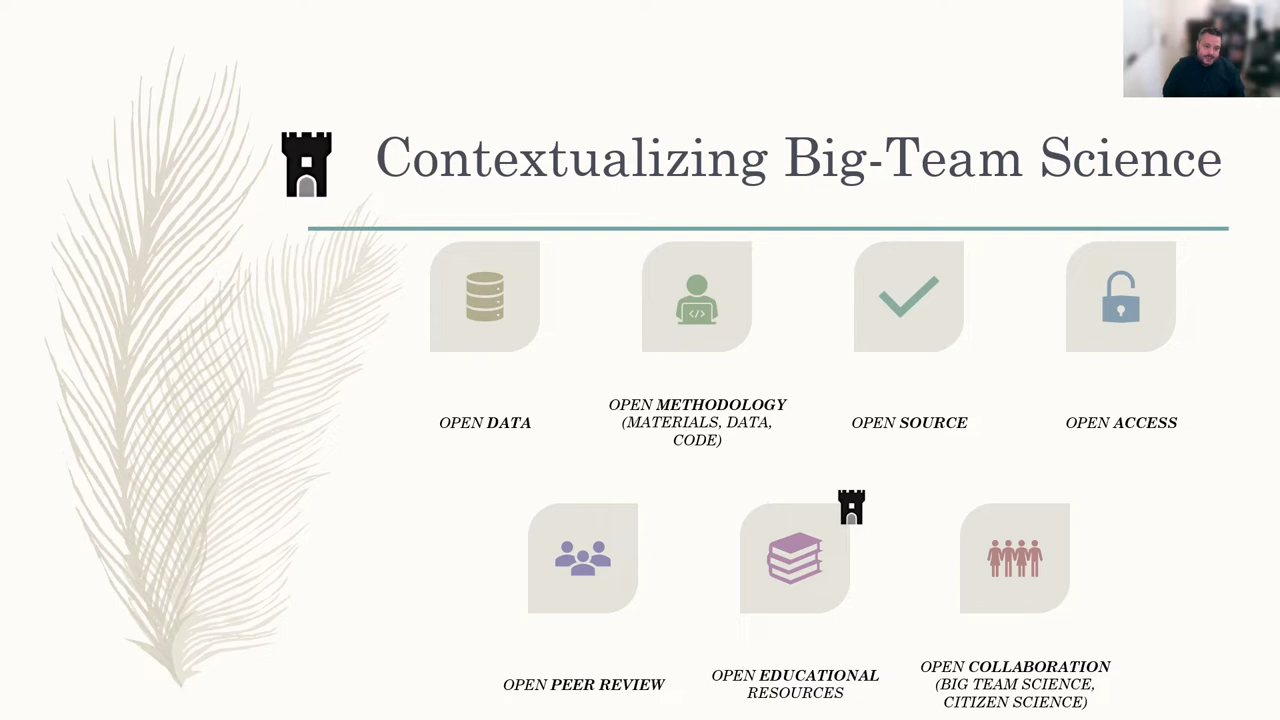 Contextualizing Big-Team Science
OPEN DATA
OPEN METHODOLOGY
(MATERIALS, DATA,
CODE)
OPEN SOURCE
OPEN ACCESS
OPEN PEER REVIEW
OPEN EDUCATIONAL
RESOURCES
OPEN COLLABORATION
(BIG TEAM SCIENCE,
CITIZEN SCIENCE)